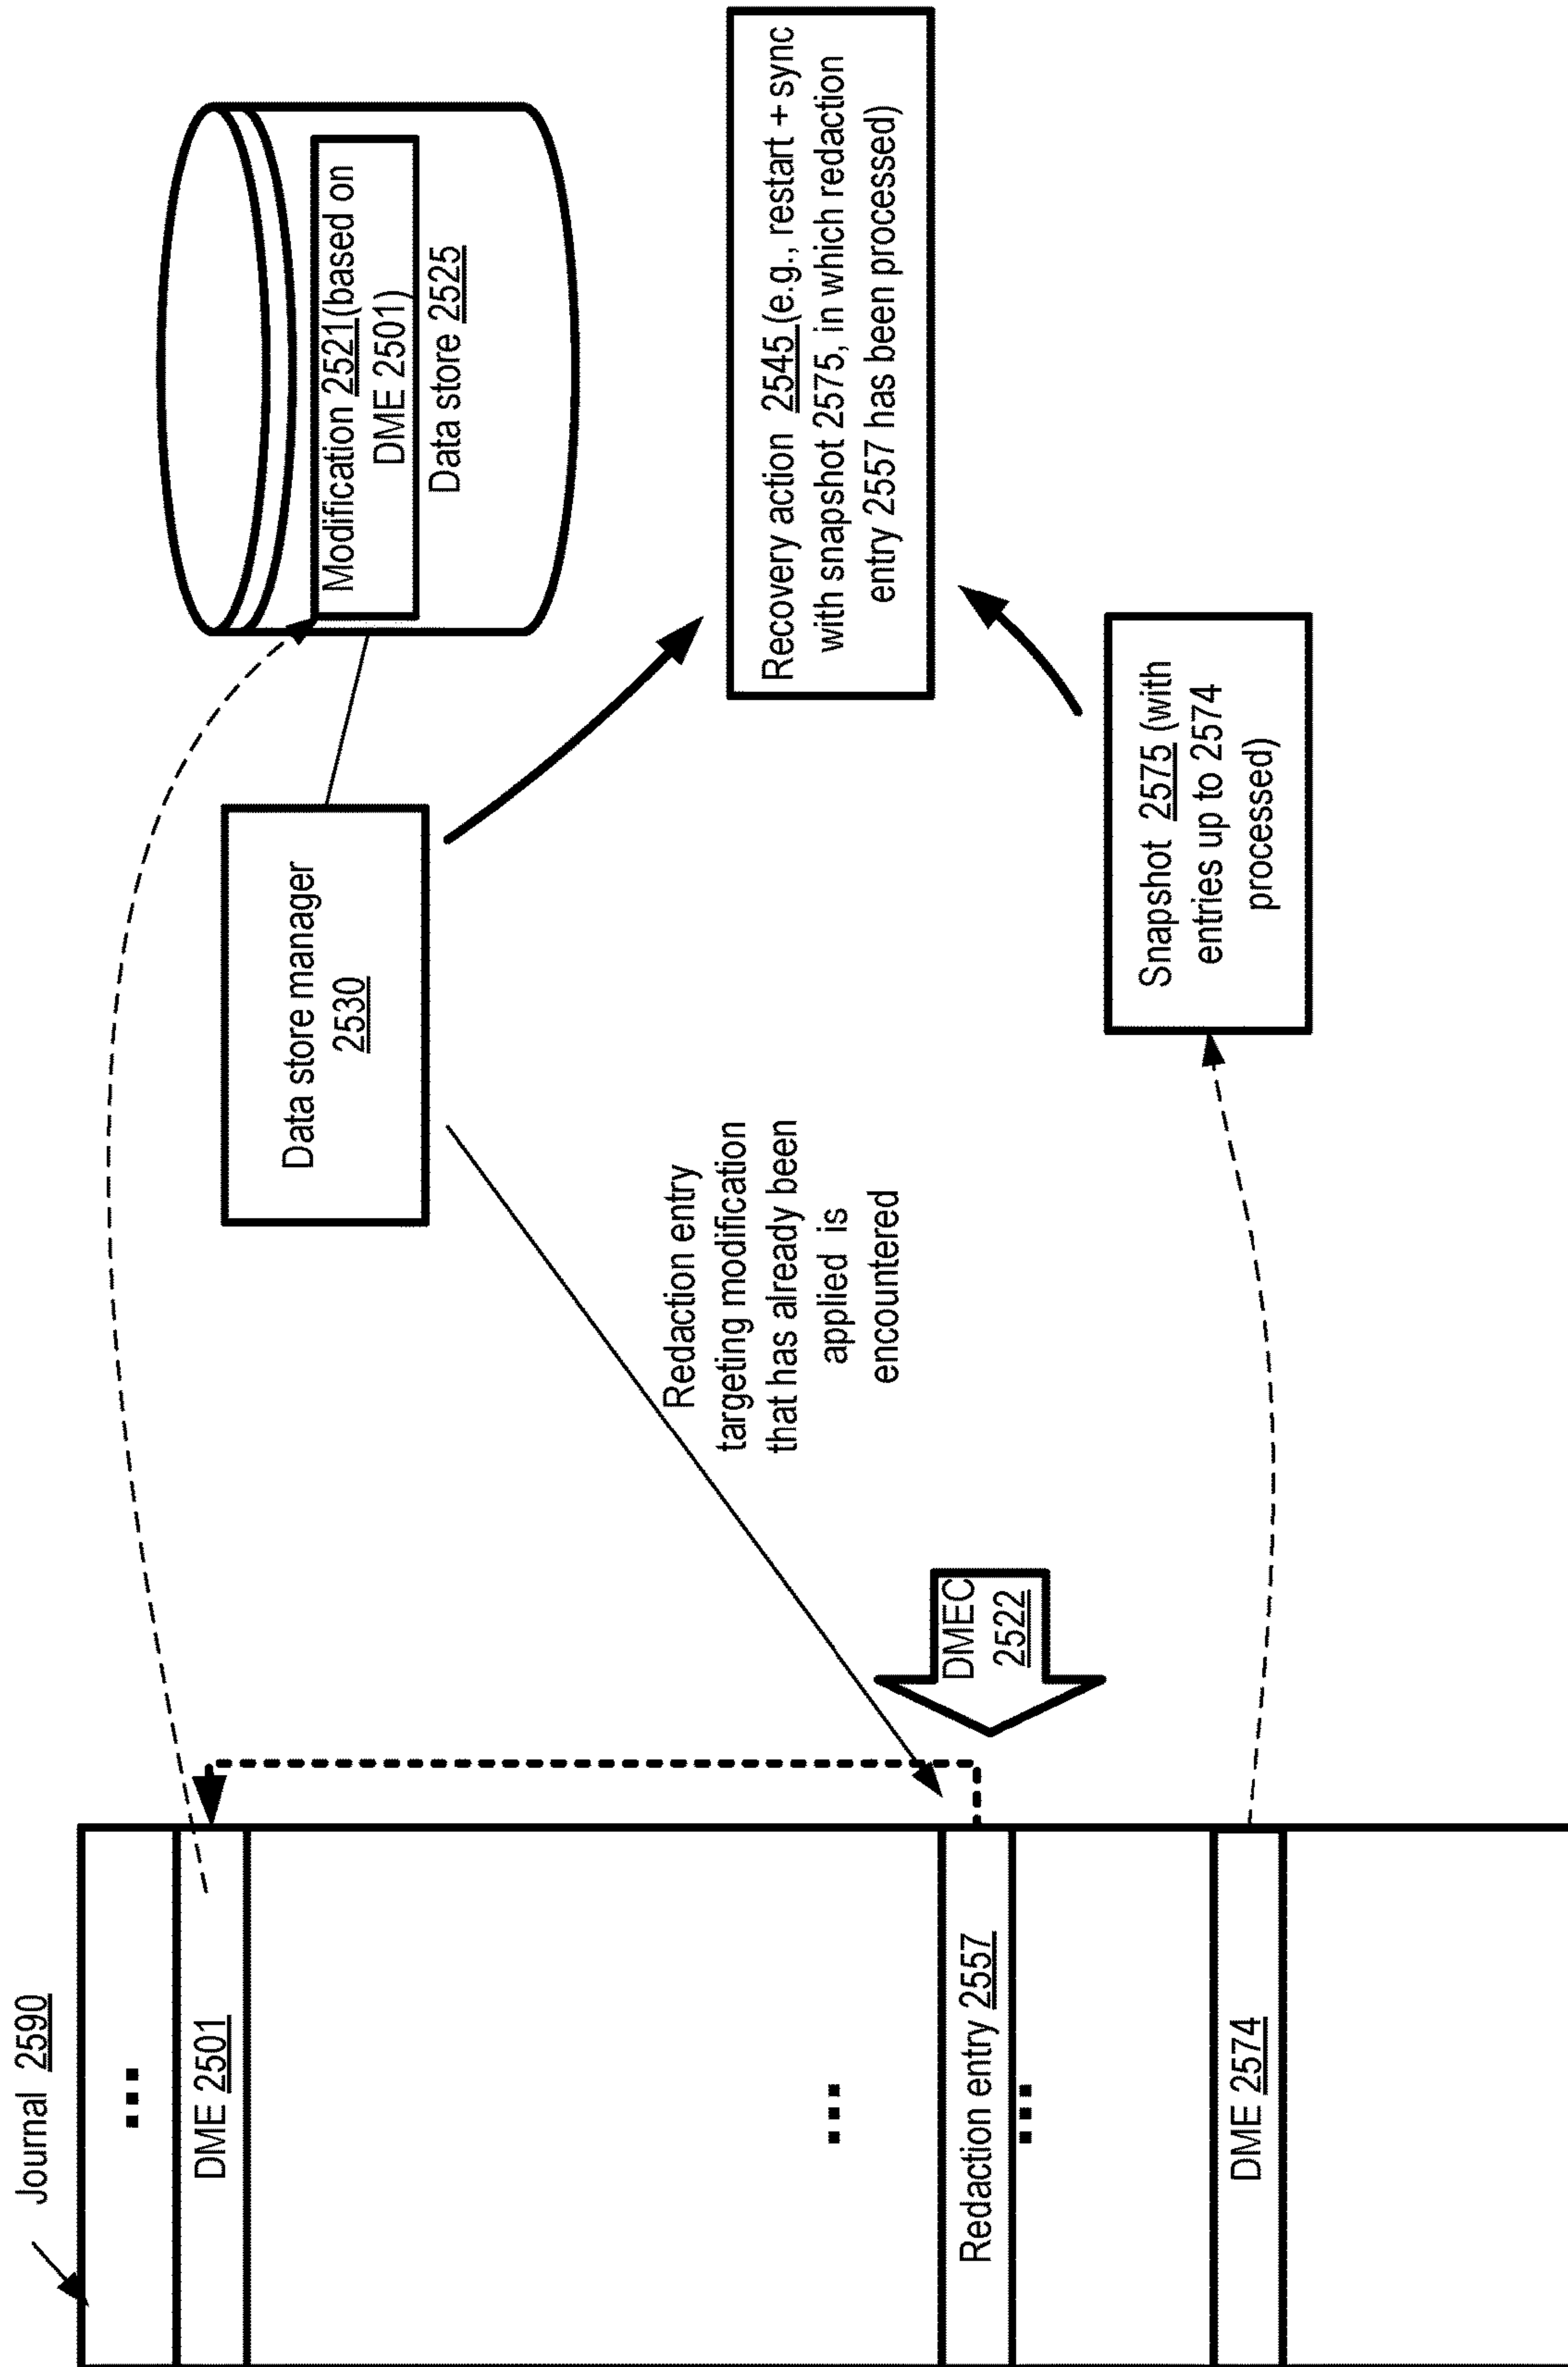 Journal 2590
...
DME 2501
...
Redaction entry 2557
...
DME 2574
DMEC
2522
Redaction entry
targeting modification
that has already been
applied is
encountered
Data store manager
2530
Modification 2521(based on
DME 2501)
Data store 2525
Recovery action 2545 (e.g., restart + sync
with snapshot 2575, in which redaction
entry 2557 has been processed)
Snapshot 2575 (with
entries up to 2574
processed)